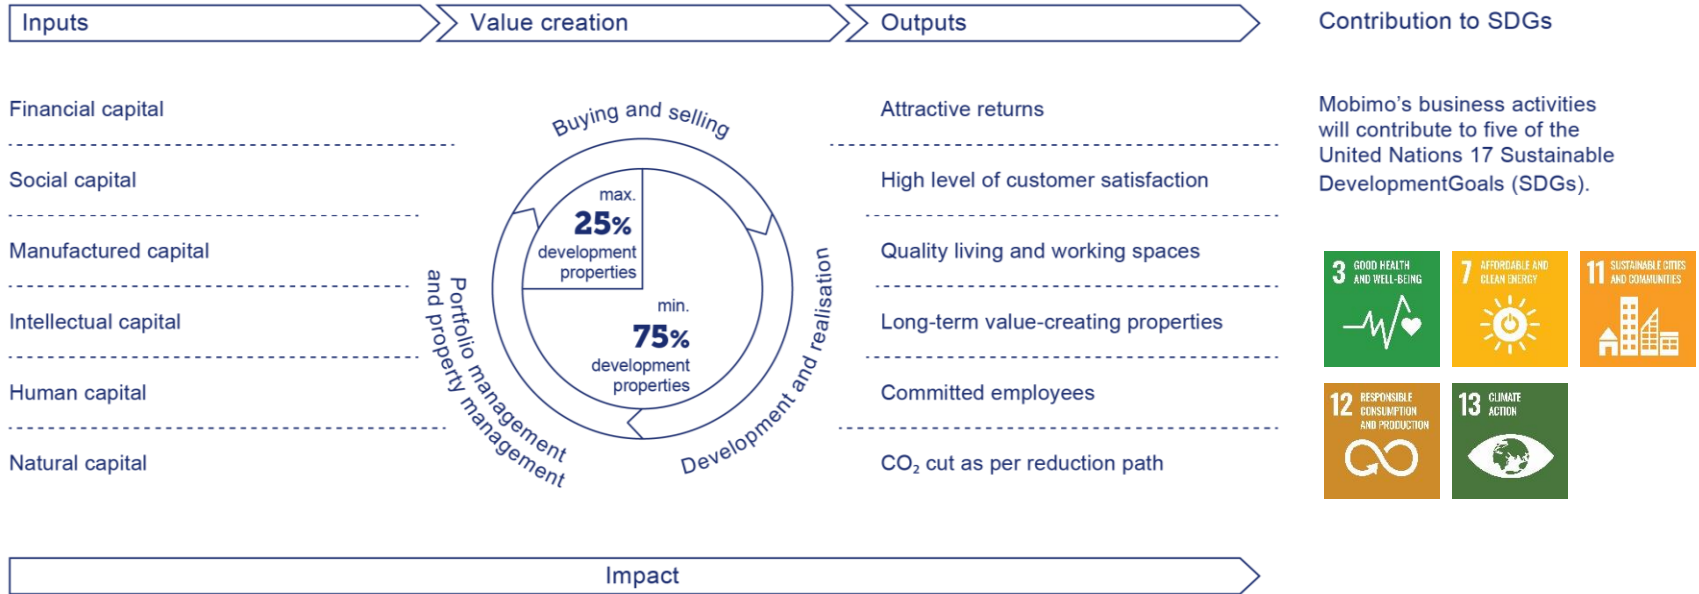 Inputs
Value creation
Outputs
Contribution to SDGs
Financial capital
Social capital
Manufactured capital
Intellectual capital
Human capital
Natural capital
Buying and selling
Development and realisation
Portfolio management
and property management
max.
25%
development
properties
min.
75%
development
properties
Attractive returns
High level of customer satisfaction
Quality living and working spaces
Long-term value-creating properties
Committed employees
CO₂ cut as per reduction path
Mobimo’s business activities
will contribute to five of the
United Nations 17 Sustainable
DevelopmentGoals (SDGs).
3 GOOD HEALTH
AND WELL-BEING
7 AFFORDABLE AND
CLEAN ENERGY
11 SUSTAINABLE CITIES
AND COMMUNITIES
12 RESPONSIBLE
CONSUMPTION
AND PRODUCTION
13 CLIMATE
ACTION
Impact